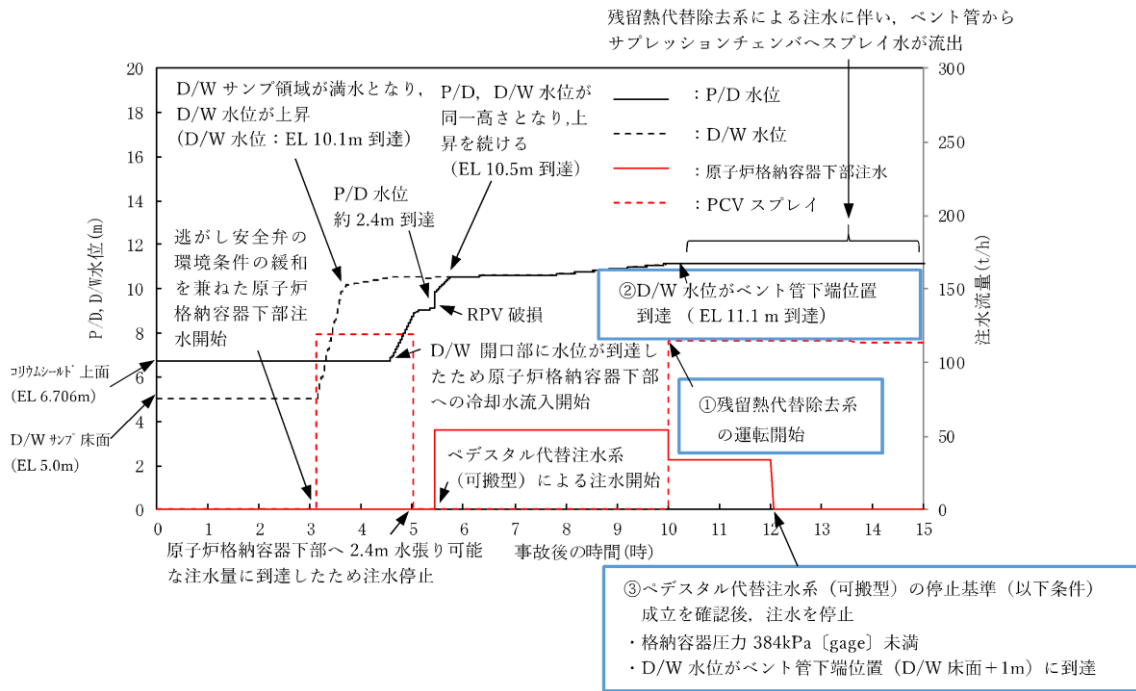 残留熱代替除去系による注水に伴い，ベント管から
サプレッションチェンバへスプレイ水が流出
D/W サンプ領域が満水となり，
D/W 水位が上昇
(D/W 水位：EL 10.1m 到達)
P/D，D/W 水位が
同一高さとなり,上
昇を続ける
(EL 10.5m 到達)
：P/D 水位
：D/W 水位
：原子炉格納容器下部注水
：PCV スプレイ
P/D 水位
約 2.4m 到達
逃がし安全弁の
環境条件の緩和
を兼ねた原子炉
格納容器下部注
水開始
RPV 破損
D/W 開口部に水位が到達し
たため原子炉格納容器下部
への冷却水流入開始
②D/W 水位がベント管下端位置
到達（ EL 11.1 m 到達）
①残留熱代替除去系
の運転開始
ペデスタル代替注水系
（可搬型）による注水開始
P/D, D/W水位(m)
20
18
16
14
12
10
8
6
4
2
0
注水流量(t/h)
300
250
200
150
100
50
0
コリウムシールド 上面
(EL 6.706m)
D/W サンプ 床面
(EL 5.0m)
0 1 2 3 4 5 6 7 8 9 10 11 12 13 14 15
事故後の時間(時)
原子炉格納容器下部へ 2.4m 水張り可能
な注水量に到達したため注水停止
③ペデスタル代替注水系（可搬型）の停止基準（以下条件）
成立を確認後，注水を停止
・格納容器圧力 384kPa〔gage〕未満
・D/W 水位がベント管下端位置（D/W 床面＋1m）に到達